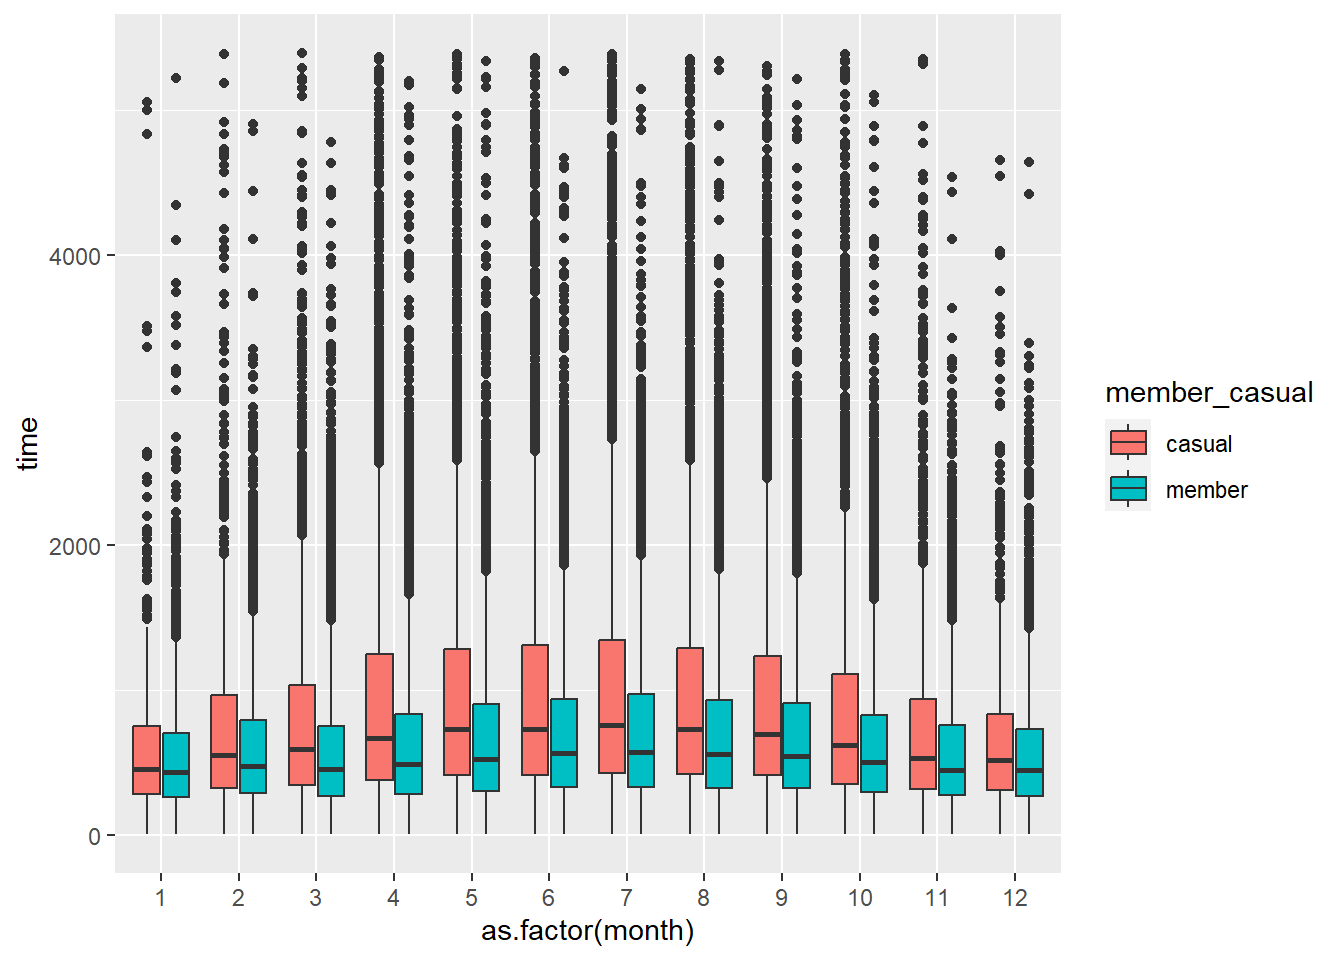 time
4000
2000
0
1 2 3 4 5 6 7 8 9 10 11 12
as.factor(month)
member_casual
casual
member